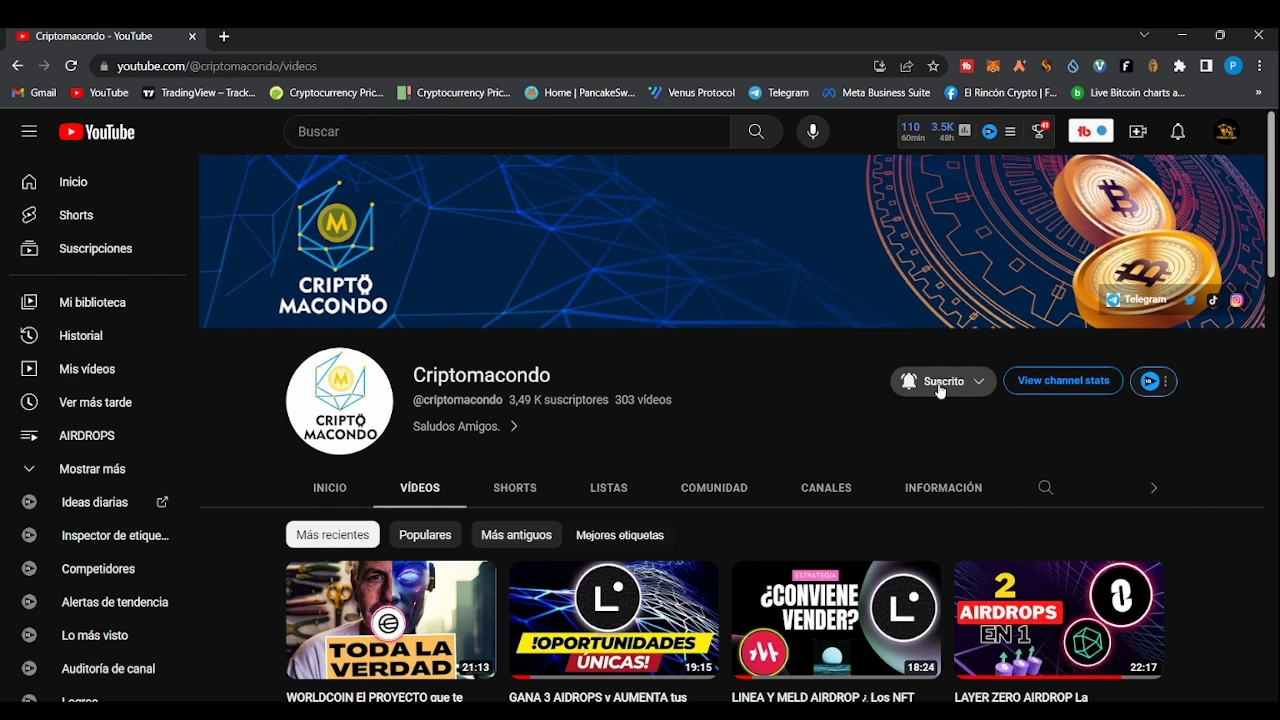 Criptomacondo - YouTube
youtube.com/@criptomacondo/videos
Gmail YouTube TradingView – Track... Cryptocurrency Pric... Cryptocurrency Pric... Home | PancakeSw... Venus Protocol Telegram Meta Business Suite El Rincón Crypto | F... Live Bitcoin charts a... »
YouTube
Buscar
110 3.5K 41
60min 48h
tb
Inicio
Shorts
Suscripciones
Mi biblioteca
Historial
Mis vídeos
Ver más tarde
AIRDROPS
Mostrar más
Ideas diarias
Inspector de etique...
Competidores
Alertas de tendencia
Lo más visto
Auditoría de canal
M
CRIPTO
MACONDO
Telegram
M
CRIPTO
MACONDO
Criptomacondo
@criptomacondo 3,49 K suscriptores 303 vídeos
Saludos Amigos.
Suscrito
View channel stats
INICIO VÍDEOS SHORTS LISTAS COMUNIDAD CANALES INFORMACIÓN
Más recientes Populares Más antiguos Mejores etiquetas
TODA LA
VERDAD
21:13
WORLDCOIN El PROYECTO que te
L
!OPORTUNIDADES
ÚNICAS!
19:15
GANA 3 AIDROPS y AUMENTA tus
ESTRATEGIA
¿CONVIENE
VENDER?
L
18:24
LINEA Y MELD AIRDROP ¿ Los NFT
2
AIRDROPS
EN 1
22:17
LAYER ZERO AIRDROP La